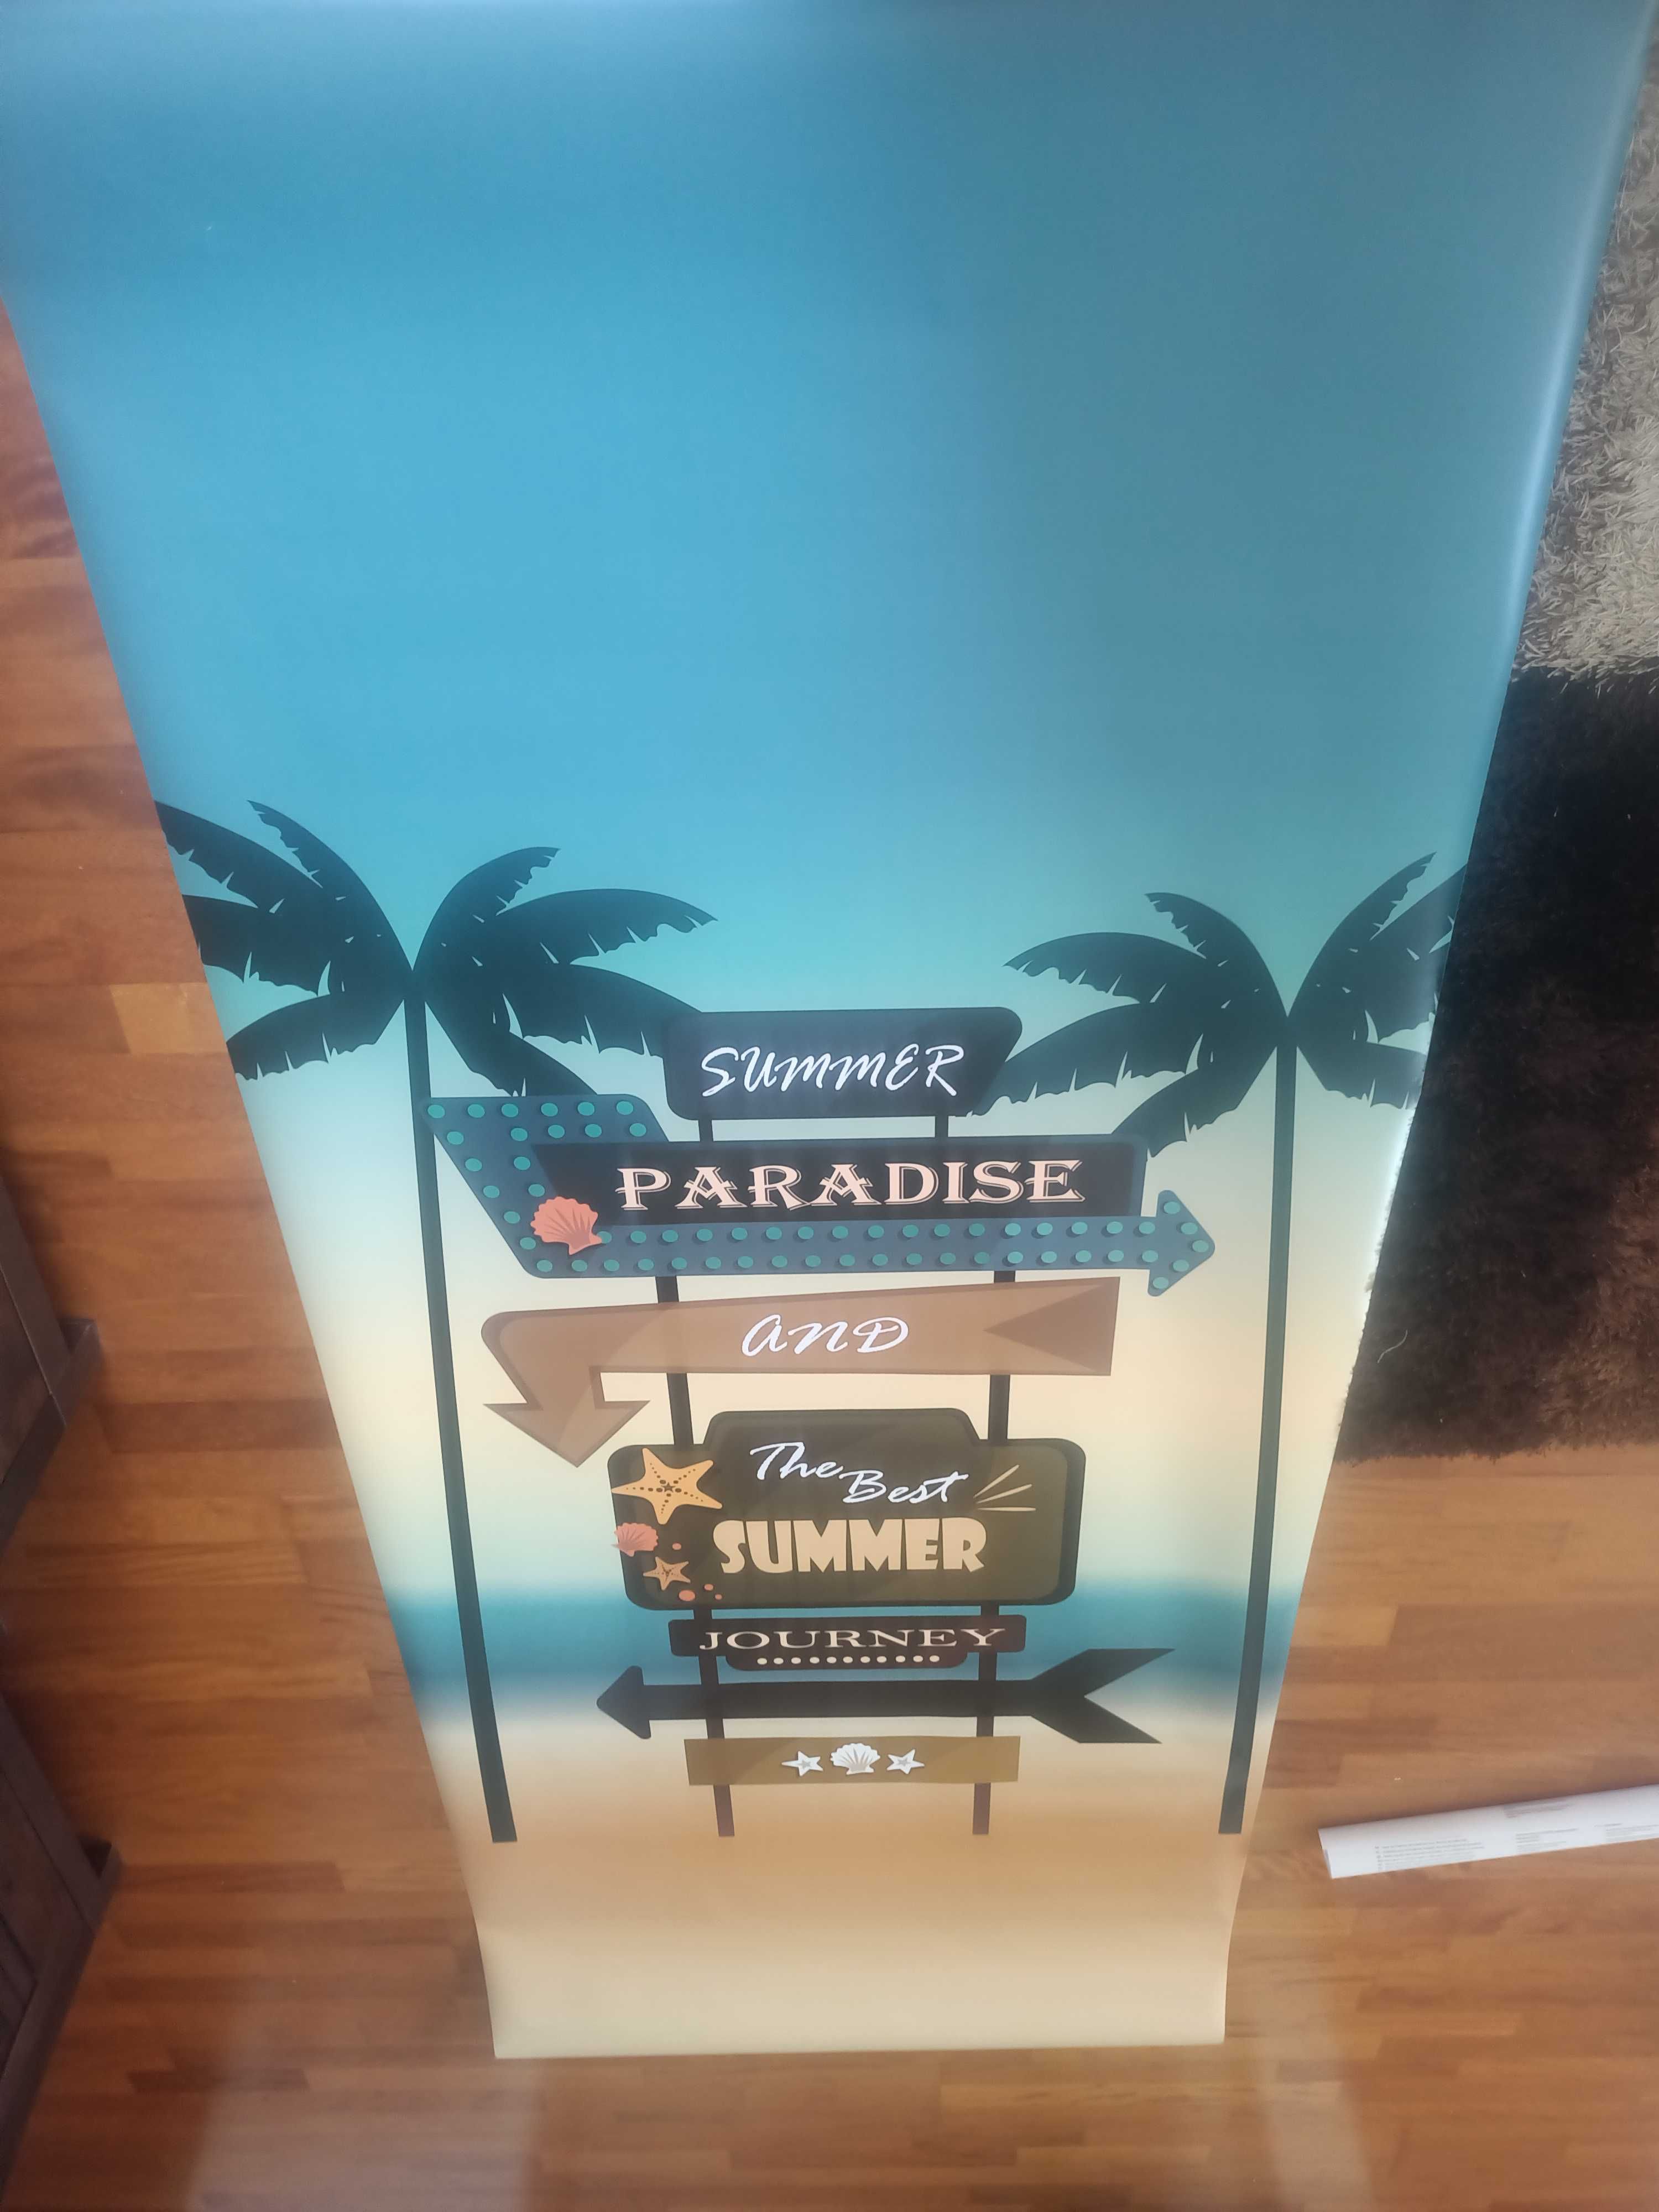 SUMMER
PARADISE
AND
The
Best
SUMMER
JOURNEY